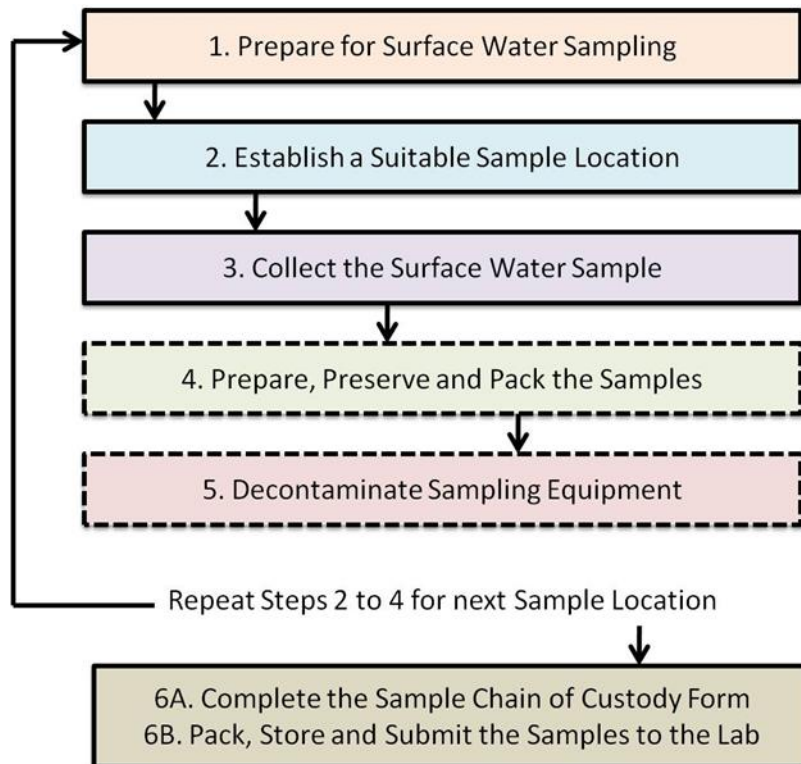 1. Prepare for Surface Water Sampling
2. Establish a Suitable Sample Location
3. Collect the Surface Water Sample
4. Prepare, Preserve and Pack the Samples
5. Decontaminate Sampling Equipment
Repeat Steps 2 to 4 for next Sample Location
6A. Complete the Sample Chain of Custody Form
6B. Pack, Store and Submit the Samples to the Lab